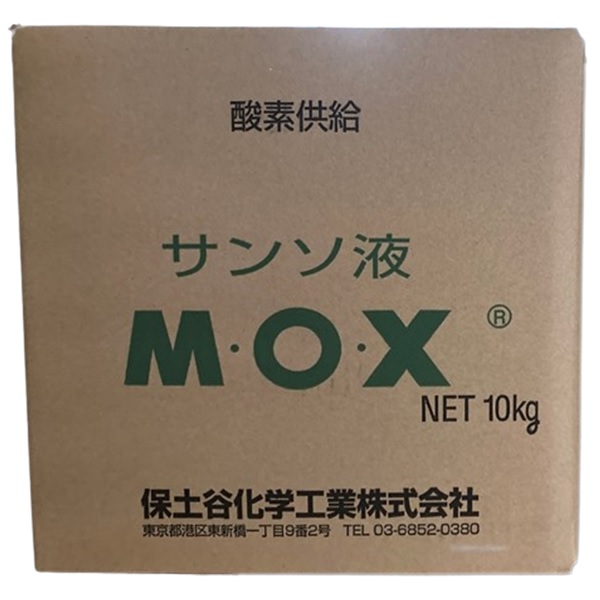 酸素供給
サンソ液
M・O・X ®
NET 10kg
保土谷化学工業株式会社
東京都港区東新橋一丁目9番2号 TEL 03-6852-0380